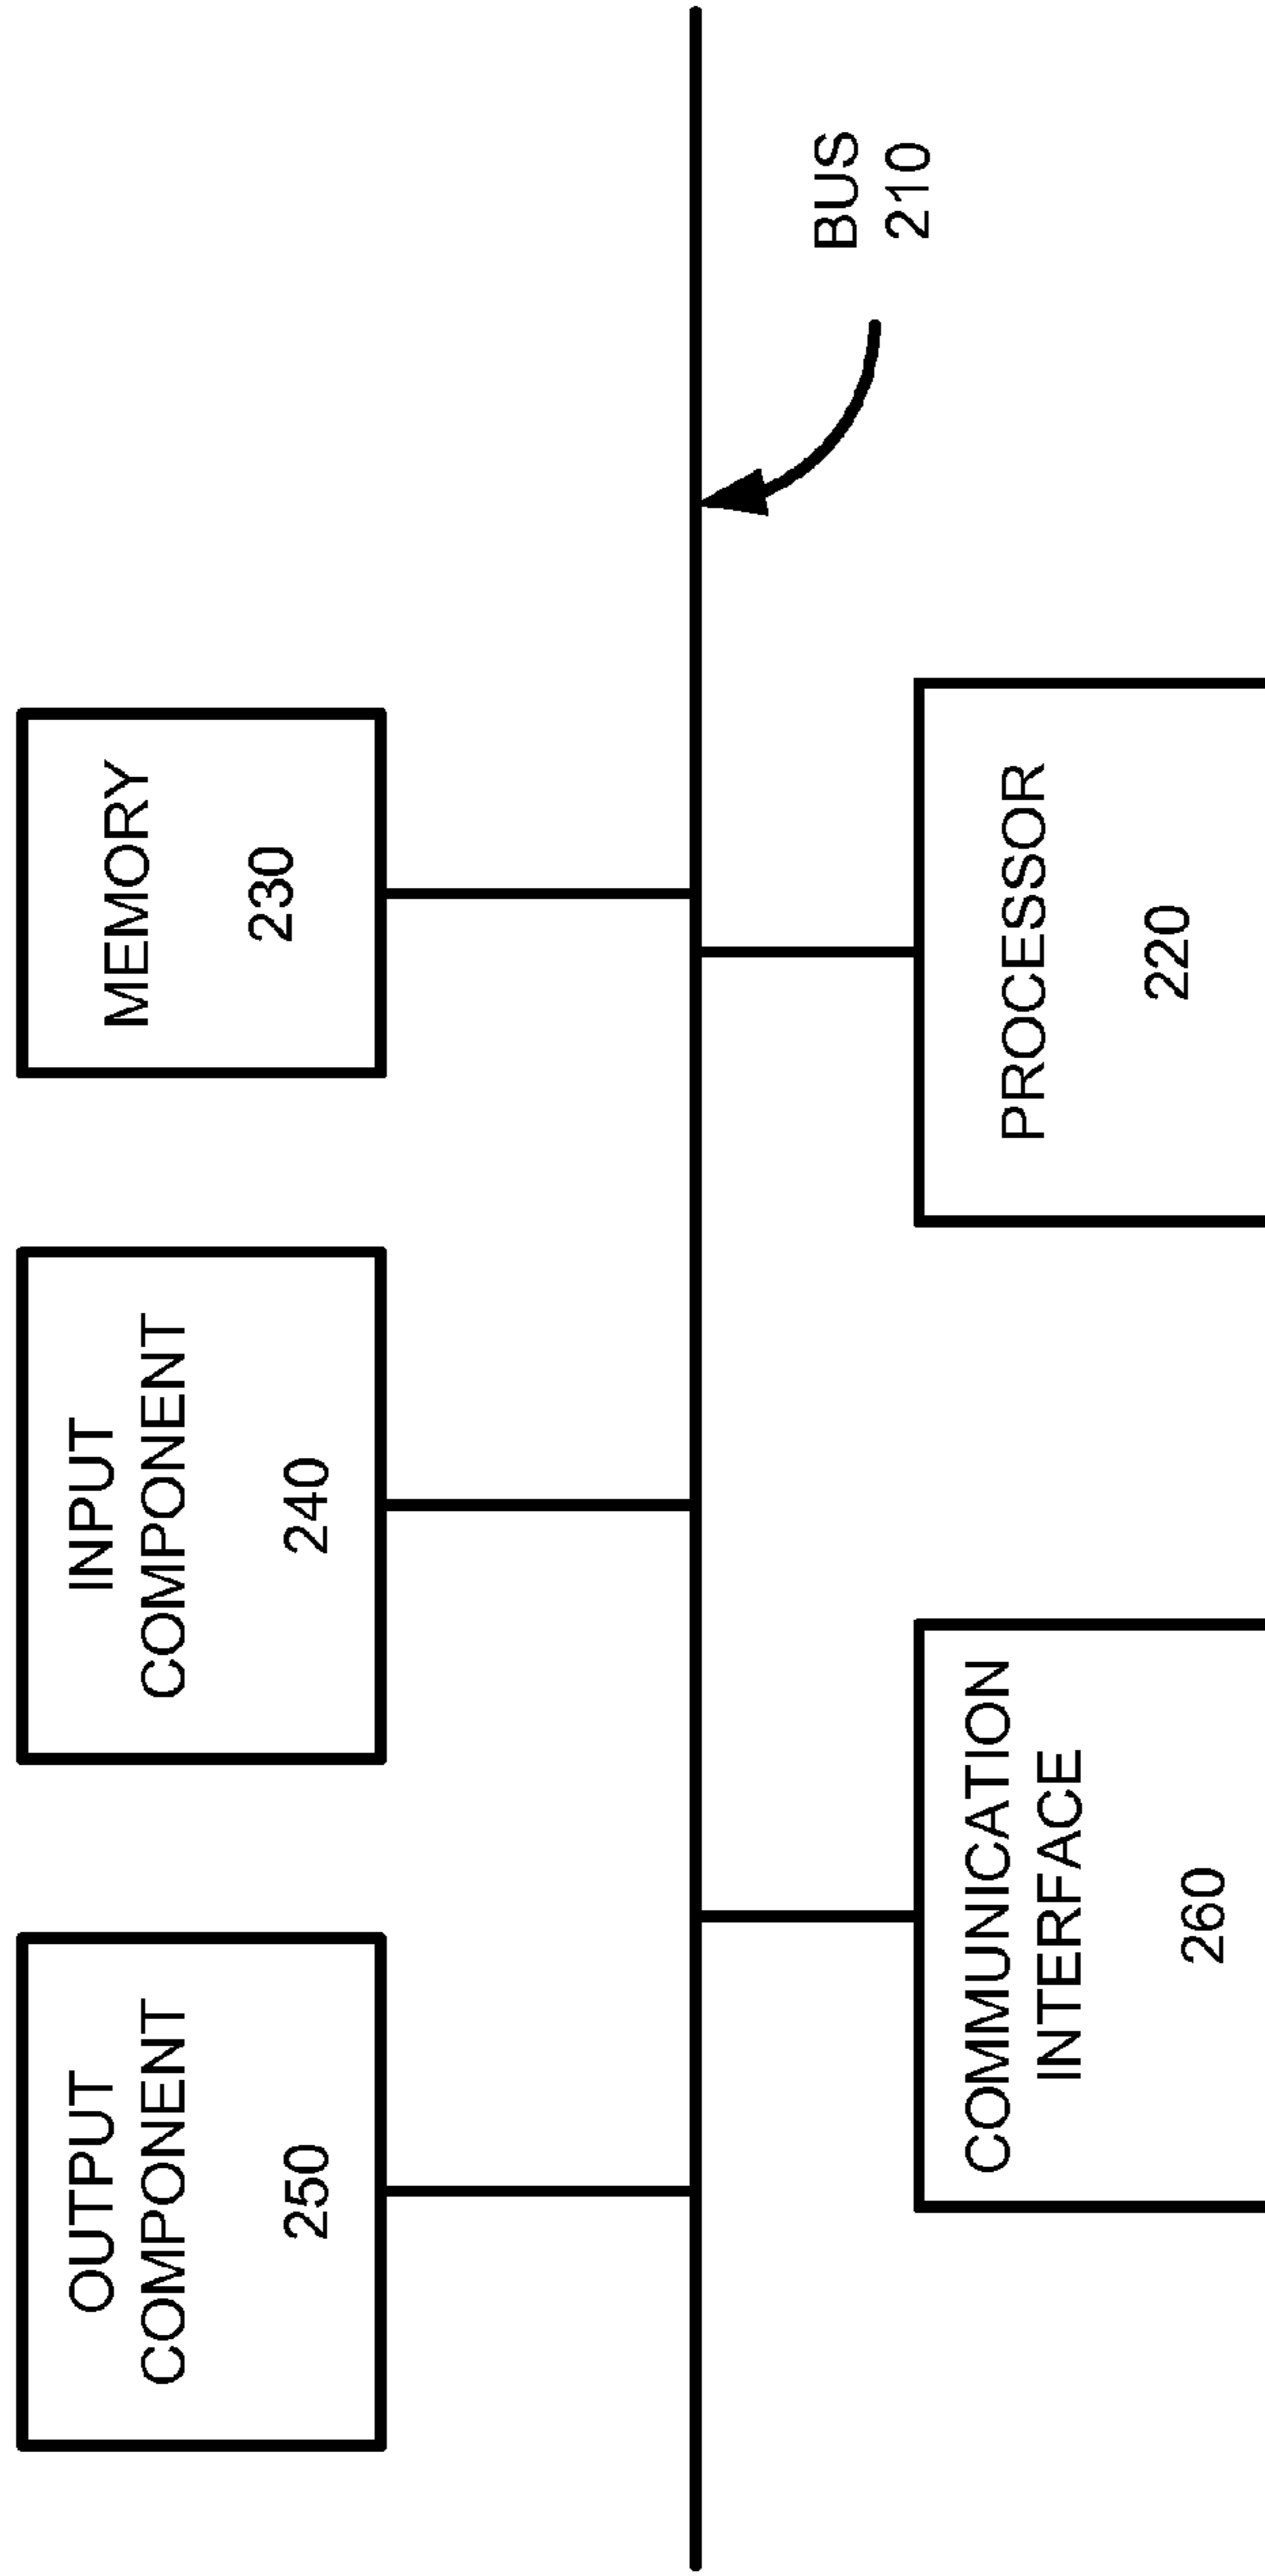 OUTPUT
COMPONENT
250
INPUT
COMPONENT
240
MEMORY
230
BUS
210
COMMUNICATION
INTERFACE
260
PROCESSOR
220